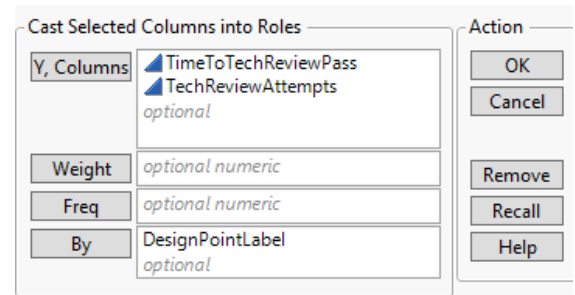 Cast Selected Columns into Roles
Y, Columns
TimeToTechReviewPass
TechReviewAttempts
optional
Weight
optional numeric
Freq
optional numeric
By
DesignPointLabel
optional
Action
OK
Cancel
Remove
Recall
Help